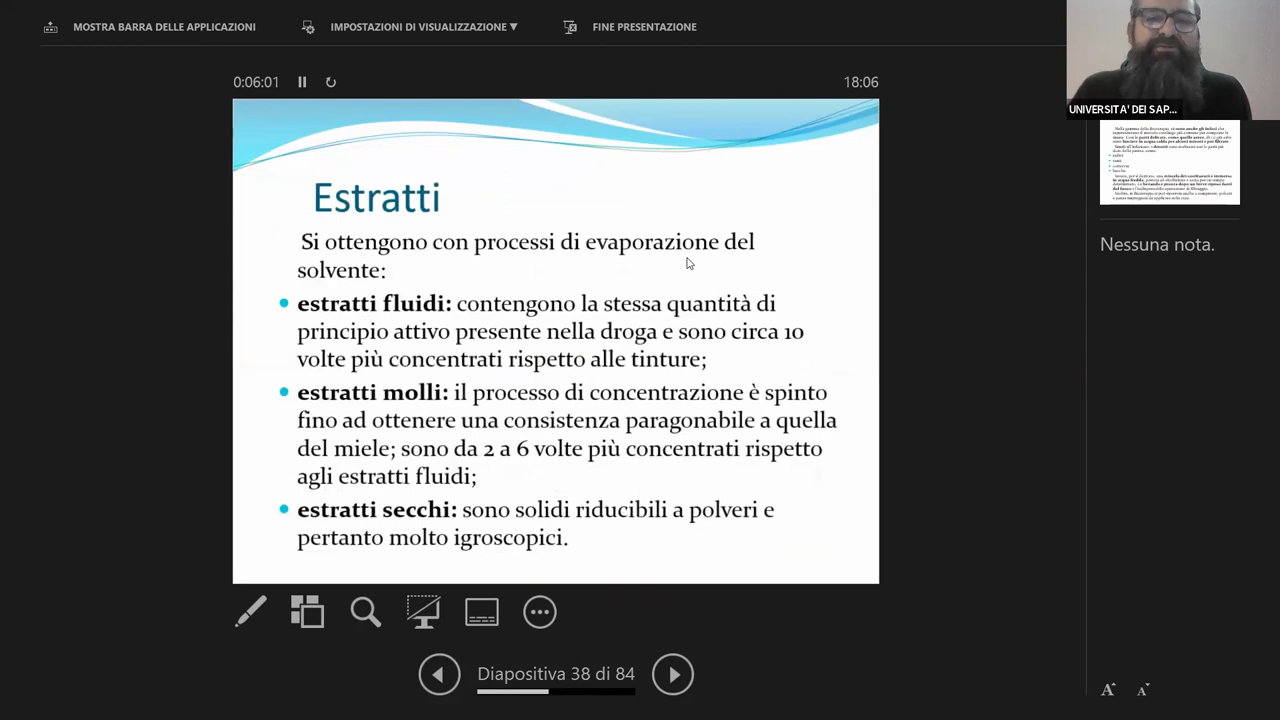 MOSTRA BARRA DELLE APPLICAZIONI
IMPOSTAZIONI DI VISUALIZZAZIONE ▼
FINE PRESENTAZIONE
UNIVERSITA' DEI SAP...
0:06:01
18:06
Estratti
Si ottengono con processi di evaporazione del
solvente:
• estratti fluidi: contengono la stessa quantità di
principio attivo presente nella droga e sono circa 10
volte più concentrati rispetto alle tinture;
• estratti molli: il processo di concentrazione è spinto
fino ad ottenere una consistenza paragonabile a quella
del miele; sono da 2 a 6 volte più concentrati rispetto
agli estratti fluidi;
• estratti secchi: sono solidi riducibili a polveri e
pertanto molto igroscopici.
Nessuna nota.
Diapositiva 38 di 84
A A